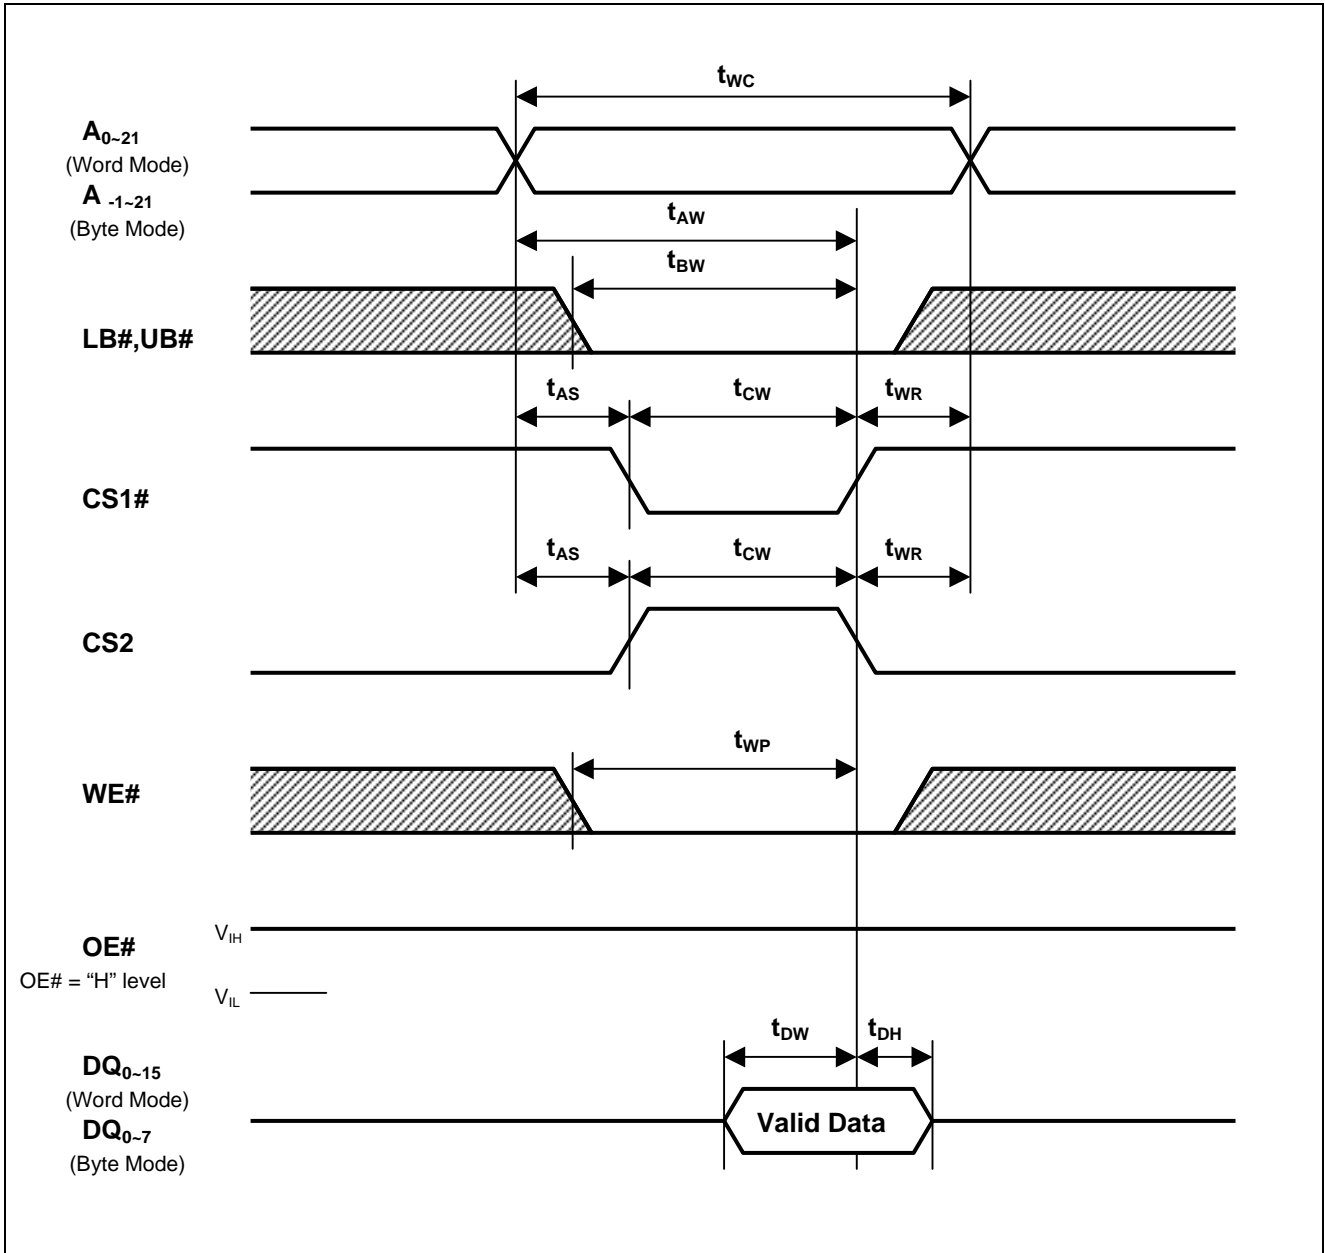 tWC
A0~21
(Word Mode)
A -1~21
(Byte Mode)
tAW
tBW
LB#,UB#
tAS tCW tWR
CS1#
tAS tCW tWR
CS2
tWP
WE#
VIH
OE#
OE# = “H” level
VIL
tDW tDH
DQ0~15
(Word Mode)
Valid Data
DQ0~7
(Byte Mode)